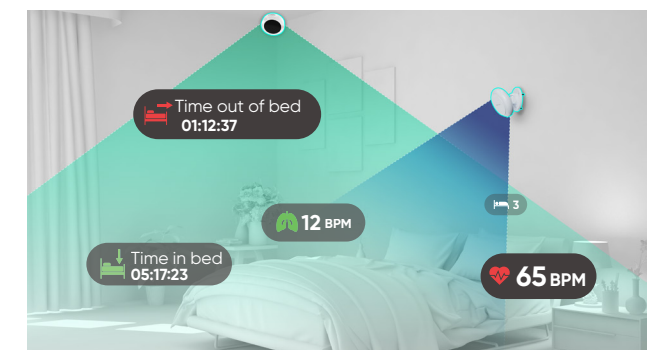 Time out of bed
01:12:37
3
12 BPM
Time in bed
05:17:23
65 BPM